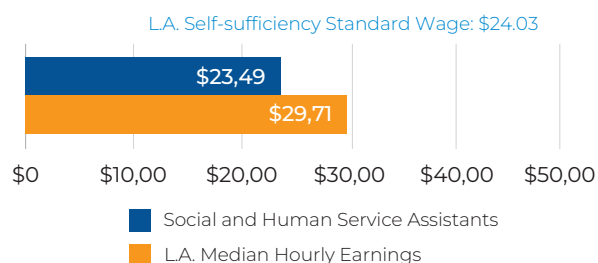 L.A. Self-sufficiency Standard Wage: $24.03
$23,49
$29,71
$0 $10,00 $20,00 $30,00 $40,00 $50,00
Social and Human Service Assistants
L.A. Median Hourly Earnings